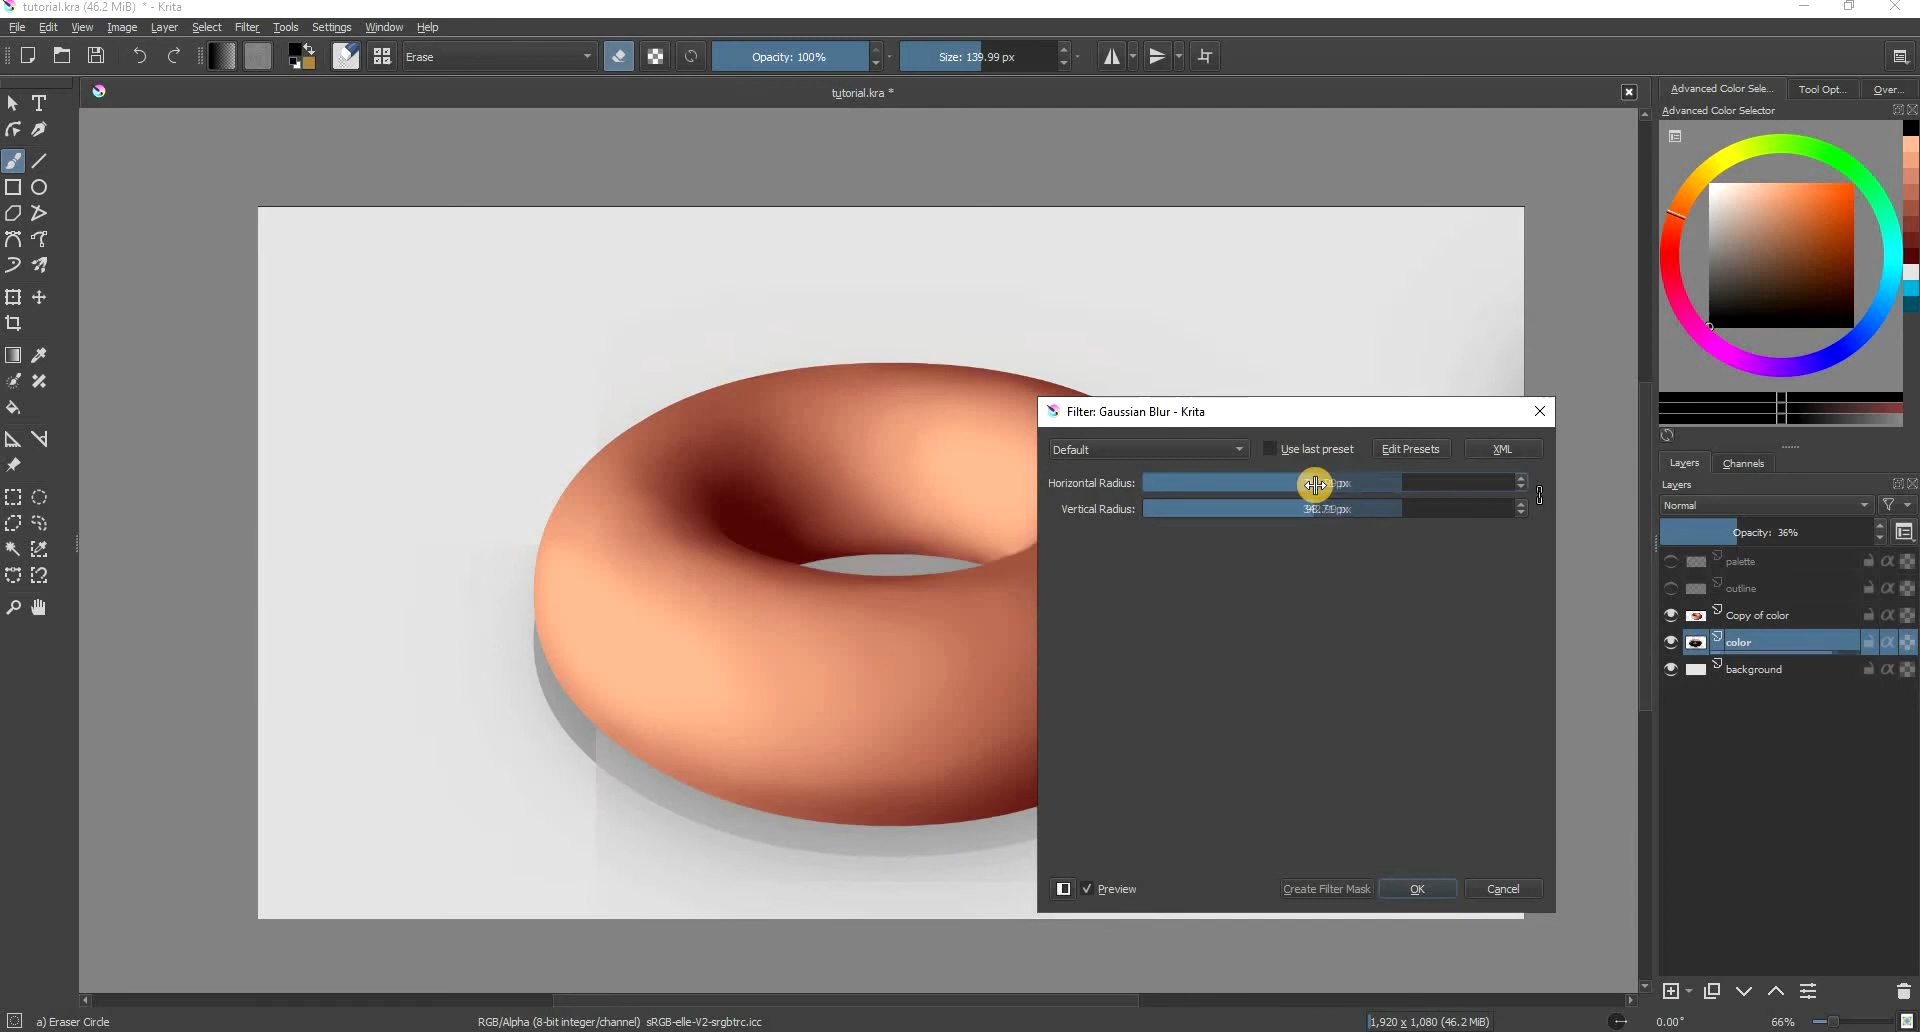 tutorial.kra (46.2 MiB) * - Krita
File Edit View Image Layer Select Filter Tools Settings Window Help
Erase Opacity: 100% Size: 139.99 px
tutorial.kra *
Advanced Color Sele... Tool Opt... Over...
Advanced Color Selector
Filter: Gaussian Blur - Krita
Default Use last preset Edit Presets XML
Horizontal Radius: px
Vertical Radius: px
Preview Create Filter Mask OK Cancel
Layers Channels
Layers
Normal
Opacity: 36%
palette
outline
Copy of color
color
background
a) Eraser Circle RGB/Alpha (8-bit integer/channel) sRGB-elle-V2-srgbtrc.icc 1,920 x 1,080 (46.2 MiB) 0.00° 66%